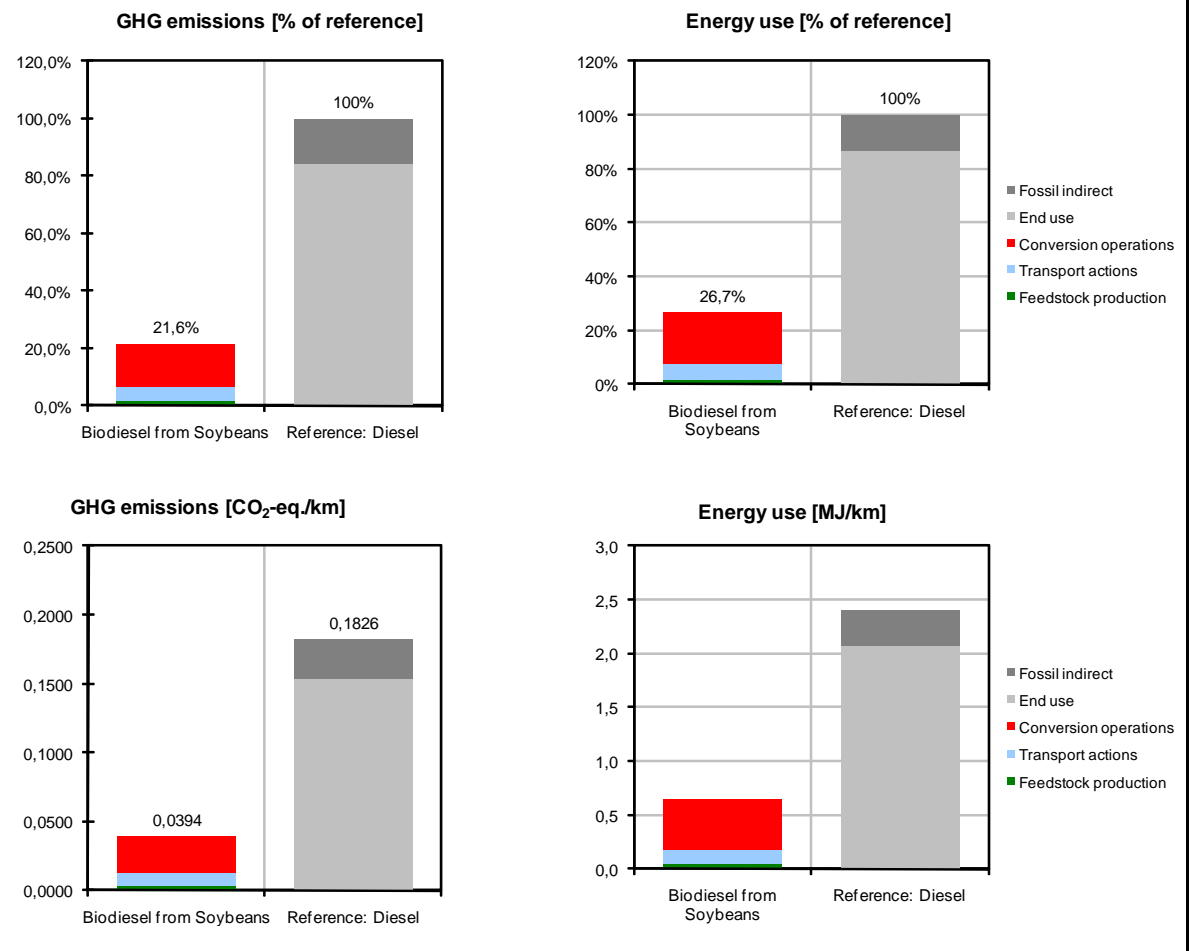 GHG emissions [% of reference]
120,0%
100,0%
80,0%
60,0%
40,0%
20,0%
0,0%
21,6%
100%
Biodiesel from Soybeans
Reference: Diesel
Energy use [% of reference]
120%
100%
80%
60%
40%
20%
0%
26,7%
100%
Biodiesel from
Soybeans
Reference: Diesel
Fossil indirect
End use
Conversion operations
Transport actions
Feedstock production
GHG emissions [CO₂-eq./km]
0,2500
0,2000
0,1500
0,1000
0,0500
0,0000
0,0394
0,1826
Biodiesel from Soybeans
Reference: Diesel
Energy use [MJ/km]
3,0
2,5
2,0
1,5
1,0
0,5
0,0
Biodiesel from
Soybeans
Reference: Diesel
Fossil indirect
End use
Conversion operations
Transport actions
Feedstock production